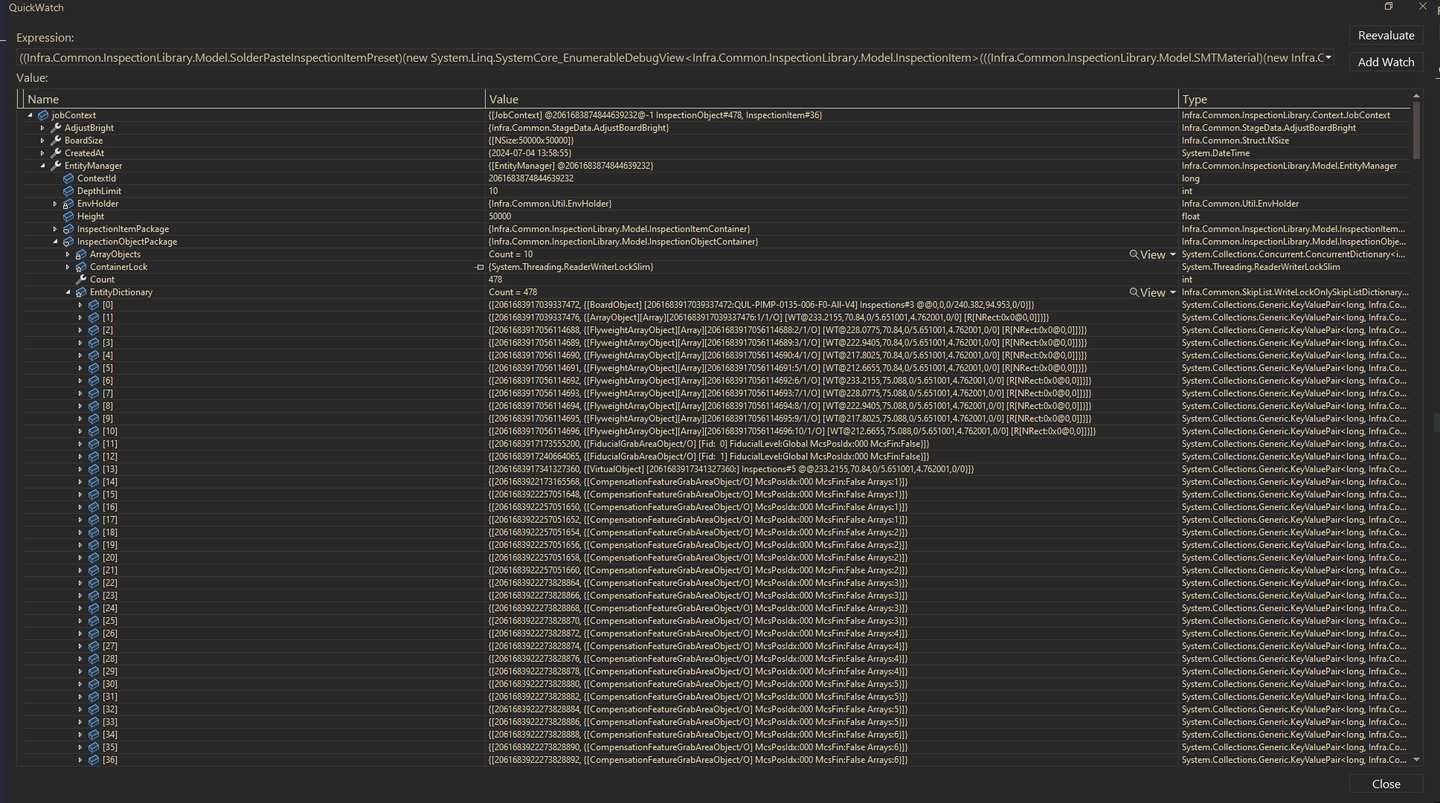 QuickWatch
Expression:
Reevaluate
((Infra.Common.InspectionLibrary.Model.SolderPasteInspectionItemPreset)(new System.Linq.SystemCore_EnumerableDebugView<Infra.Common.InspectionLibrary.Model.InspectionItem>(((Infra.Common.InspectionLibrary.Model.SMTMaterial)(new Infra.C
Add Watch
Value:
Name Value Type
jobContext {[JobContext] @2061683874844639232@-1 InspectionObject#478, InspectionItem#36} Infra.Common.InspectionLibrary.Context.JobContext
AdjustBright {Infra.Common.StageData.AdjustBoardBright} Infra.Common.StageData.AdjustBoardBright
BoardSize {[NSize:50000x50000]} Infra.Common.Struct.NSize
CreatedAt {2024-07-04 13:58:55} System.DateTime
EntityManager {[EntityManager] @2061683874844639232} Infra.Common.InspectionLibrary.Model.EntityManager
ContextId 2061683874844639232 long
DepthLimit 10 int
EnvHolder {Infra.Common.Util.EnvHolder} Infra.Common.Util.EnvHolder
Height 50000 float
InspectionItemPackage {Infra.Common.InspectionLibrary.Model.InspectionItemContainer} Infra.Common.InspectionLibrary.Model.InspectionItem...
InspectionObjectPackage {Infra.Common.InspectionLibrary.Model.InspectionObjectContainer} Infra.Common.InspectionLibrary.Model.InspectionObje...
ArrayObjects Count = 10 View System.Collections.Concurrent.ConcurrentDictionary<i...
ContainerLock {System.Threading.ReaderWriterLockSlim} System.Threading.ReaderWriterLockSlim
Count 478 int
EntityDictionary Count = 478 View Infra.Common.SkipList.WriteLockOnlySkipListDictionary...
[0] {[2061683917039337472, {[BoardObject] [2061683917039337472:QUL-PIMP-0135-006-F0-AII-V4] Inspections#3 @@0,0,0/240.382,94.953,0/0}]} System.Collections.Generic.KeyValuePair<long, Infra.Co...
[1] {[2061683917039337476, {[ArrayObject][Array][2061683917039337476:1/1/O] [WT@233.2155,70.84,0/5.651001,4.762001,0/0] [R[NRect:0x0@0,0]]}]} System.Collections.Generic.KeyValuePair<long, Infra.Co...
[2] {[2061683917056114688, {[FlyweightArrayObject][Array][2061683917056114688:2/1/O] [WT@228.0775,70.84,0/5.651001,4.762001,0/0] [R[NRect:0x0@0,0]]}]} System.Collections.Generic.KeyValuePair<long, Infra.Co...
[3] {[2061683917056114689, {[FlyweightArrayObject][Array][2061683917056114689:3/1/O] [WT@222.9405,70.84,0/5.651001,4.762001,0/0] [R[NRect:0x0@0,0]]}]} System.Collections.Generic.KeyValuePair<long, Infra.Co...
[4] {[2061683917056114690, {[FlyweightArrayObject][Array][2061683917056114690:4/1/O] [WT@217.8025,70.84,0/5.651001,4.762001,0/0] [R[NRect:0x0@0,0]]}]} System.Collections.Generic.KeyValuePair<long, Infra.Co...
[5] {[2061683917056114691, {[FlyweightArrayObject][Array][2061683917056114691:5/1/O] [WT@212.6655,70.84,0/5.651001,4.762001,0/0] [R[NRect:0x0@0,0]]}]} System.Collections.Generic.KeyValuePair<long, Infra.Co...
[6] {[2061683917056114692, {[FlyweightArrayObject][Array][2061683917056114692:6/1/O] [WT@233.2155,75.088,0/5.651001,4.762001,0/0] [R[NRect:0x0@0,0]]}]} System.Collections.Generic.KeyValuePair<long, Infra.Co...
[7] {[2061683917056114693, {[FlyweightArrayObject][Array][2061683917056114693:7/1/O] [WT@228.0775,75.088,0/5.651001,4.762001,0/0] [R[NRect:0x0@0,0]]}]} System.Collections.Generic.KeyValuePair<long, Infra.Co...
[8] {[2061683917056114694, {[FlyweightArrayObject][Array][2061683917056114694:8/1/O] [WT@222.9405,75.088,0/5.651001,4.762001,0/0] [R[NRect:0x0@0,0]]}]} System.Collections.Generic.KeyValuePair<long, Infra.Co...
[9] {[2061683917056114695, {[FlyweightArrayObject][Array][2061683917056114695:9/1/O] [WT@217.8025,75.088,0/5.651001,4.762001,0/0] [R[NRect:0x0@0,0]]}]} System.Collections.Generic.KeyValuePair<long, Infra.Co...
[10] {[2061683917056114696, {[FlyweightArrayObject][Array][2061683917056114696:10/1/O] [WT@212.6655,75.088,0/5.651001,4.762001,0/0] [R[NRect:0x0@0,0]]}]} System.Collections.Generic.KeyValuePair<long, Infra.Co...
[11] {[2061683917173555200, {[FiducialGrabAreaObject/O] [Fid: 0] FiducialLevel:Global McsPosIdx:000 McsFin:False}]} System.Collections.Generic.KeyValuePair<long, Infra.Co...
[12] {[2061683917240664065, {[FiducialGrabAreaObject/O] [Fid: 1] FiducialLevel:Global McsPosIdx:000 McsFin:False}]} System.Collections.Generic.KeyValuePair<long, Infra.Co...
[13] {[2061683917341327360, {[VirtualObject] [2061683917341327360:] Inspections#5 @@233.2155,70.84,0/5.651001,4.762001,0/0}]} System.Collections.Generic.KeyValuePair<long, Infra.Co...
[14] {[2061683922173165568, {[CompensationFeatureGrabAreaObject/O] McsPosIdx:000 McsFin:False Arrays:1}]} System.Collections.Generic.KeyValuePair<long, Infra.Co...
[15] {[2061683922257051648, {[CompensationFeatureGrabAreaObject/O] McsPosIdx:000 McsFin:False Arrays:1}]} System.Collections.Generic.KeyValuePair<long, Infra.Co...
[16] {[2061683922257051650, {[CompensationFeatureGrabAreaObject/O] McsPosIdx:000 McsFin:False Arrays:1}]} System.Collections.Generic.KeyValuePair<long, Infra.Co...
[17] {[2061683922257051652, {[CompensationFeatureGrabAreaObject/O] McsPosIdx:000 McsFin:False Arrays:1}]} System.Collections.Generic.KeyValuePair<long, Infra.Co...
[18] {[2061683922257051654, {[CompensationFeatureGrabAreaObject/O] McsPosIdx:000 McsFin:False Arrays:2}]} System.Collections.Generic.KeyValuePair<long, Infra.Co...
[19] {[2061683922257051656, {[CompensationFeatureGrabAreaObject/O] McsPosIdx:000 McsFin:False Arrays:2}]} System.Collections.Generic.KeyValuePair<long, Infra.Co...
[20] {[2061683922257051658, {[CompensationFeatureGrabAreaObject/O] McsPosIdx:000 McsFin:False Arrays:2}]} System.Collections.Generic.KeyValuePair<long, Infra.Co...
[21] {[2061683922257051660, {[CompensationFeatureGrabAreaObject/O] McsPosIdx:000 McsFin:False Arrays:2}]} System.Collections.Generic.KeyValuePair<long, Infra.Co...
[22] {[2061683922273828864, {[CompensationFeatureGrabAreaObject/O] McsPosIdx:000 McsFin:False Arrays:3}]} System.Collections.Generic.KeyValuePair<long, Infra.Co...
[23] {[2061683922273828866, {[CompensationFeatureGrabAreaObject/O] McsPosIdx:000 McsFin:False Arrays:3}]} System.Collections.Generic.KeyValuePair<long, Infra.Co...
[24] {[2061683922273828868, {[CompensationFeatureGrabAreaObject/O] McsPosIdx:000 McsFin:False Arrays:3}]} System.Collections.Generic.KeyValuePair<long, Infra.Co...
[25] {[2061683922273828870, {[CompensationFeatureGrabAreaObject/O] McsPosIdx:000 McsFin:False Arrays:3}]} System.Collections.Generic.KeyValuePair<long, Infra.Co...
[26] {[2061683922273828872, {[CompensationFeatureGrabAreaObject/O] McsPosIdx:000 McsFin:False Arrays:4}]} System.Collections.Generic.KeyValuePair<long, Infra.Co...
[27] {[2061683922273828874, {[CompensationFeatureGrabAreaObject/O] McsPosIdx:000 McsFin:False Arrays:4}]} System.Collections.Generic.KeyValuePair<long, Infra.Co...
[28] {[2061683922273828876, {[CompensationFeatureGrabAreaObject/O] McsPosIdx:000 McsFin:False Arrays:4}]} System.Collections.Generic.KeyValuePair<long, Infra.Co...
[29] {[2061683922273828878, {[CompensationFeatureGrabAreaObject/O] McsPosIdx:000 McsFin:False Arrays:4}]} System.Collections.Generic.KeyValuePair<long, Infra.Co...
[30] {[2061683922273828880, {[CompensationFeatureGrabAreaObject/O] McsPosIdx:000 McsFin:False Arrays:5}]} System.Collections.Generic.KeyValuePair<long, Infra.Co...
[31] {[2061683922273828882, {[CompensationFeatureGrabAreaObject/O] McsPosIdx:000 McsFin:False Arrays:5}]} System.Collections.Generic.KeyValuePair<long, Infra.Co...
[32] {[2061683922273828884, {[CompensationFeatureGrabAreaObject/O] McsPosIdx:000 McsFin:False Arrays:5}]} System.Collections.Generic.KeyValuePair<long, Infra.Co...
[33] {[2061683922273828886, {[CompensationFeatureGrabAreaObject/O] McsPosIdx:000 McsFin:False Arrays:5}]} System.Collections.Generic.KeyValuePair<long, Infra.Co...
[34] {[2061683922273828888, {[CompensationFeatureGrabAreaObject/O] McsPosIdx:000 McsFin:False Arrays:6}]} System.Collections.Generic.KeyValuePair<long, Infra.Co...
[35] {[2061683922273828890, {[CompensationFeatureGrabAreaObject/O] McsPosIdx:000 McsFin:False Arrays:6}]} System.Collections.Generic.KeyValuePair<long, Infra.Co...
[36] {[2061683922273828892, {[CompensationFeatureGrabAreaObject/O] McsPosIdx:000 McsFin:False Arrays:6}]} System.Collections.Generic.KeyValuePair<long, Infra.Co...
Close